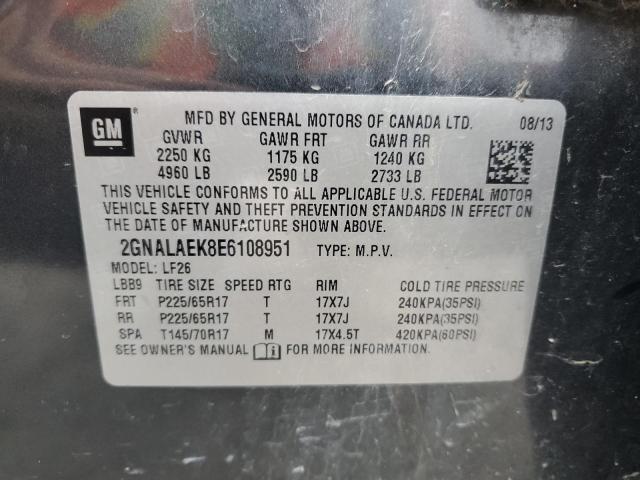 GM
MFD BY GENERAL MOTORS OF CANADA LTD. 08/13
GVWR GAWR FRT GAWR RR
2250 KG 1175 KG 1240 KG
4960 LB 2590 LB 2733 LB
THIS VEHICLE CONFORMS TO ALL APPLICABLE U.S. FEDERAL MOTOR
VEHICLE SAFETY AND THEFT PREVENTION STANDARDS IN EFFECT ON
THE DATE OF MANUFACTURE SHOWN ABOVE.
2GNALAEK8E6108951 TYPE: M.P.V.
MODEL: LF26
LBB9 TIRE SIZE SPEED RTG RIM COLD TIRE PRESSURE
FRT P225/65R17 T 17X7J 240KPA(35PSI)
RR P225/65R17 T 17X7J 240KPA(35PSI)
SPA T145/70R17 M 17X4.5T 420KPA(60PSI)
SEE OWNER'S MANUAL FOR MORE INFORMATION.